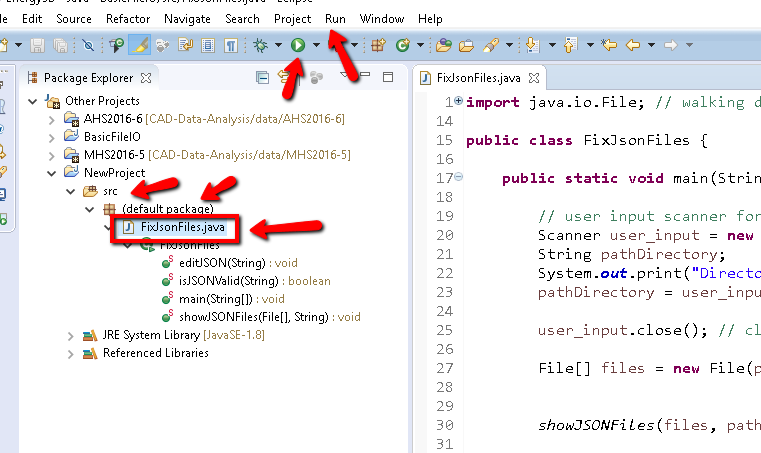 Edit Source Refactor Navigate Search Project Run Window Help
Package Explorer
FixJsonFiles.java
Other Projects
AHS2016-6 [CAD-Data-Analysis/data/AHS2016-6]
BasicFileIO
MHS2016-5 [CAD-Data-Analysis/data/MHS2016-5]
NewProject
src
(default package)
FixJsonFiles.java
FixJsonFiles
editJSON(String) : void
isJSONValid(String) : boolean
main(String[]) : void
showJSONFiles(File[], String) : void
JRE System Library [JavaSE-1.8]
Referenced Libraries
1 import java.io.File; // walking d
14
15 public class FixJsonFiles {
16
17 public static void main(Strin
18
19 // user input scanner for
20 Scanner user_input = new
21 String pathDirectory;
22 System.out.print("Directo
23 pathDirectory = user_inpu
24
25 user_input.close(); // cl
26
27 File[] files = new File(p
28
29
30 showJSONFiles(files, path
31